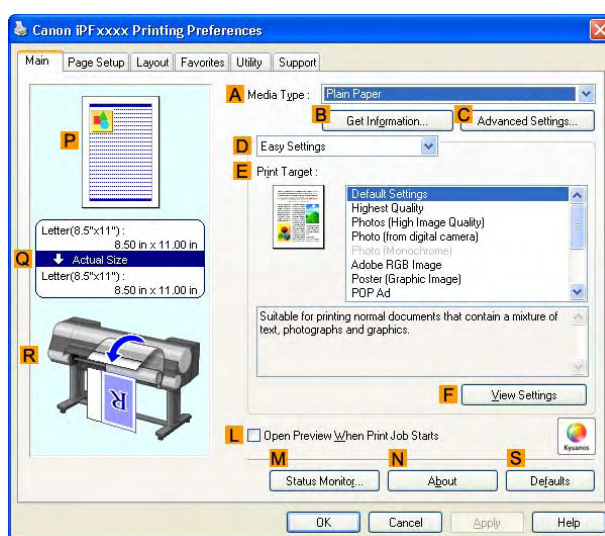 Canon iPFxxxx Printing Preferences
Main Page Setup Layout Favorites Utility Support
A Media Type : Plain Paper
B Get Information... C Advanced Settings...
D Easy Settings
E Print Target :
Default Settings
Highest Quality
Photos (High Image Quality)
Photo (from digital camera)
Photo (Monochrome)
Adobe RGB Image
Poster (Graphic Image)
POP Ad
Suitable for printing normal documents that contain a mixture of
text, photographs and graphics.
F View Settings
P
Letter(8.5"x11") :
8.50 in x 11.00 in
Q Actual Size
Letter(8.5"x11") :
8.50 in x 11.00 in
R
R
L Open Preview When Print Job Starts
Kyuanos
M N S
Status Monitor... About Defaults
OK Cancel Apply Help